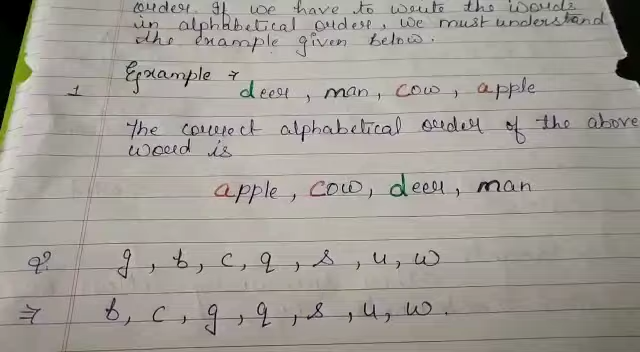 order. If we have to write the words
in alphabetical order, we must understand
the example given below.
Example →
1 deer, man, cow, apple
The correct alphabetical order of the above
word is
apple, cow, deer, man
Q. g, b, c, q, s, u, w
⇒ b, c, g, q, s, u, w.